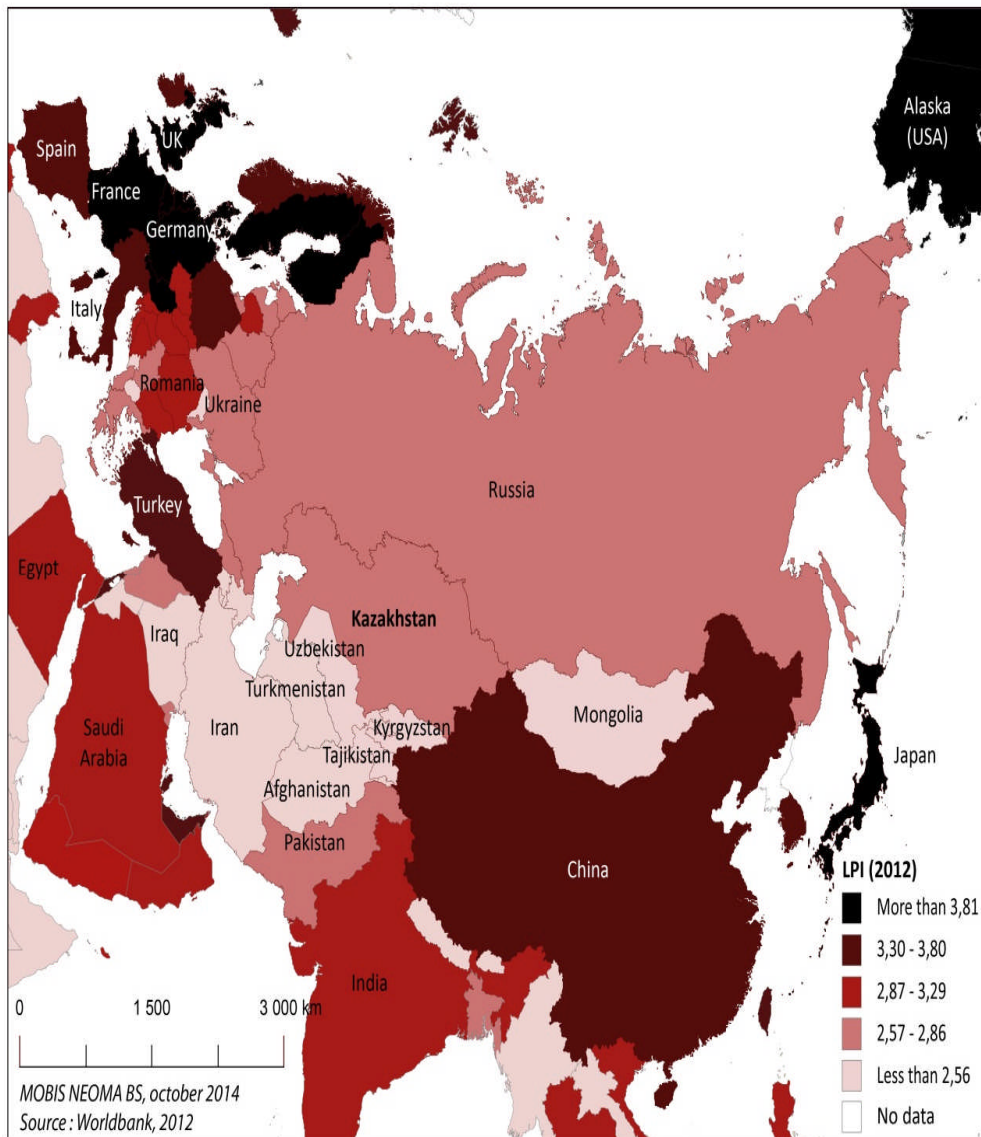 Alaska
(USA)
UK
Spain
France
Germany
Italy
Romania
Ukraine
Russia
Turkey
Egypt
Kazakhstan
Iraq
Uzbekistan
Turkmenistan
Mongolia
Kyrgyzstan
Iran
Saudi
Arabia
Tajikistan
Japan
Afghanistan
Pakistan
China
India
LPI (2012)
More than 3,81
3,30 - 3,80
2,87 - 3,29
2,57 - 2,86
Less than 2,56
No data
0 1 500 3 000 km
MOBIS NEOMA BS, october 2014
Source : Worldbank, 2012